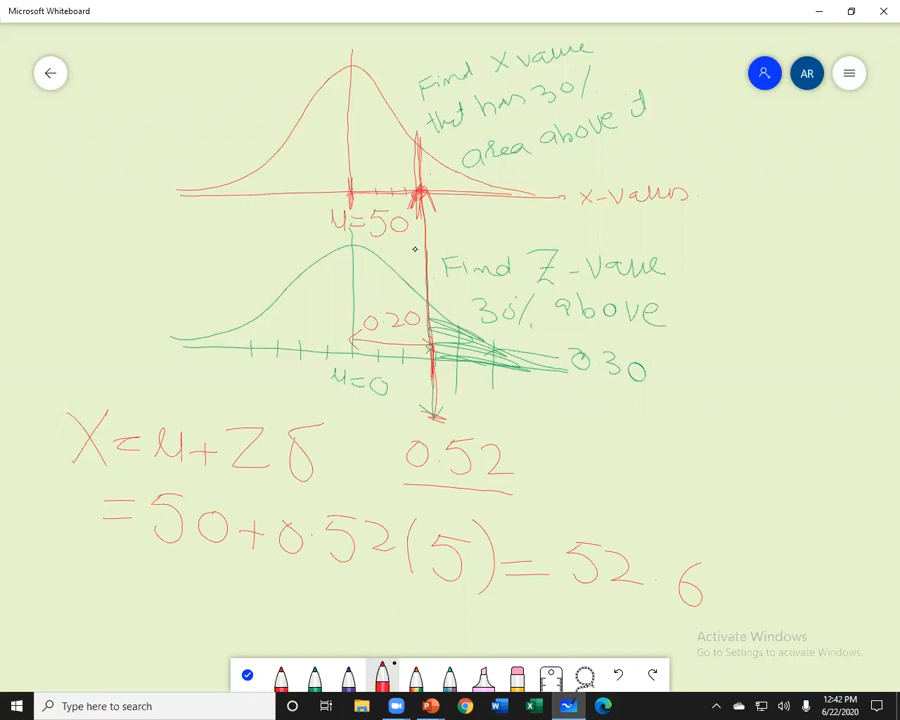 Microsoft Whiteboard
AR
Find X value
that has 30%
area above it
x-values
μ=50
Find Z-value
30% above
0.20
0.30
μ=0
X=μ+Zσ
0.52
=50+0.52(5)=52.6
Activate Windows
Go to Settings to activate Windows.
Type here to search
12:42 PM
6/22/2020